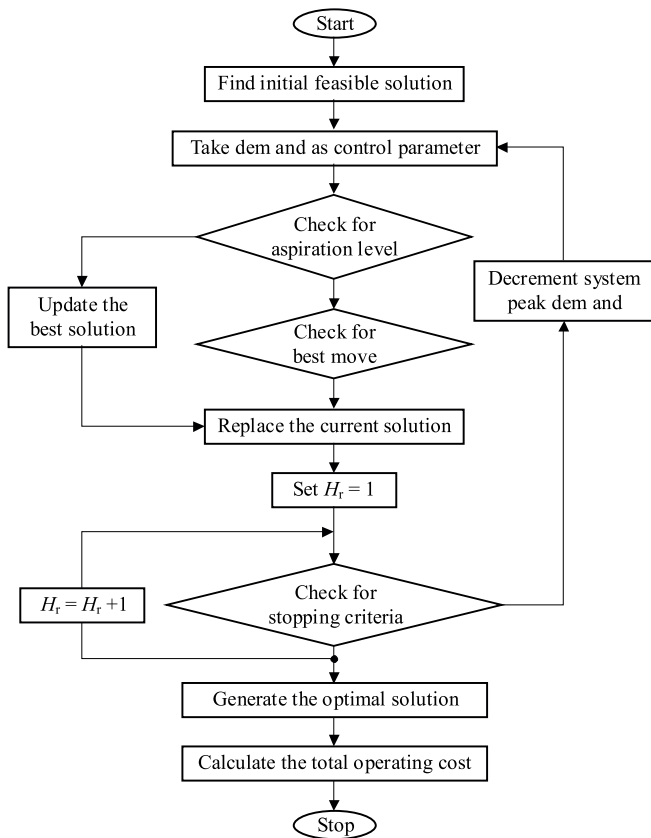 Start
Find initial feasible solution
Take dem and as control parameter
Check for
aspiration level
Decrement system
peak dem and
Update the
best solution
Check for
best move
Replace the current solution
Set Hr = 1
Check for
stopping criteria
Hr = Hr +1
Generate the optimal solution
Calculate the total operating cost
Stop